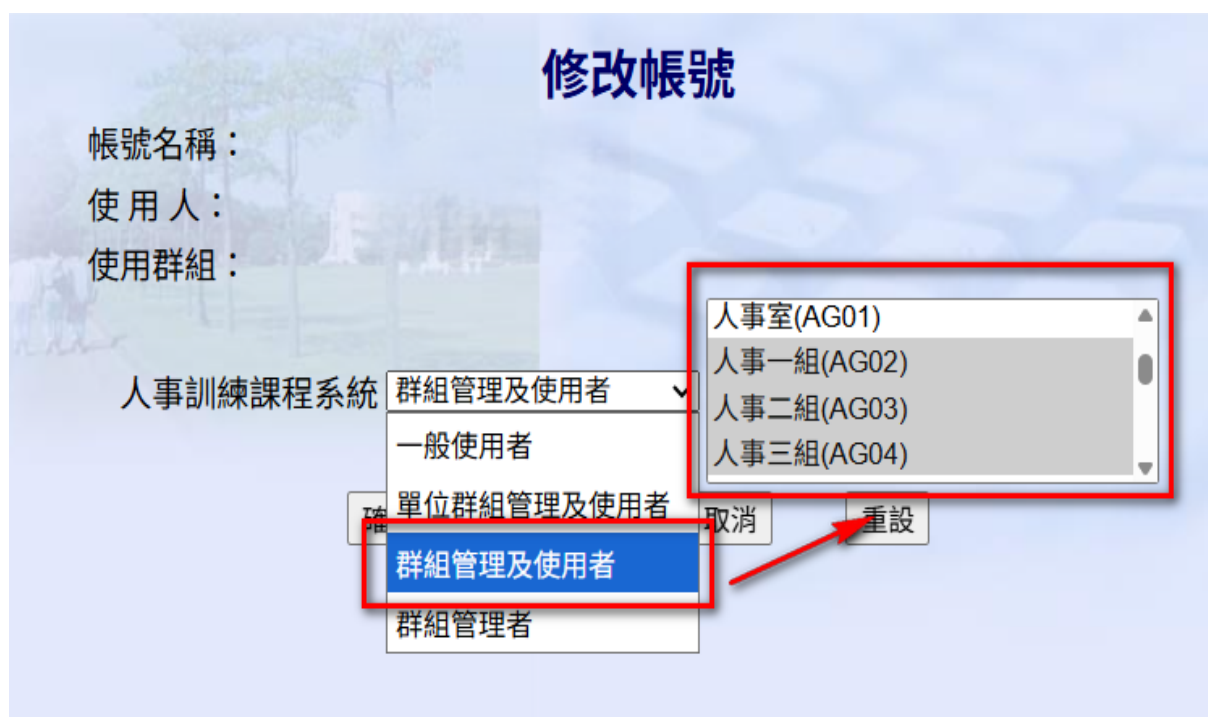 修改帳號
帳號名稱：
使 用 人：
使用群組：
人事室(AG01)
人事一組(AG02)
人事二組(AG03)
人事三組(AG04)
人事訓練課程系統 群組管理及使用者
一般使用者
單位群組管理及使用者
群組管理及使用者
群組管理者
取消
重設